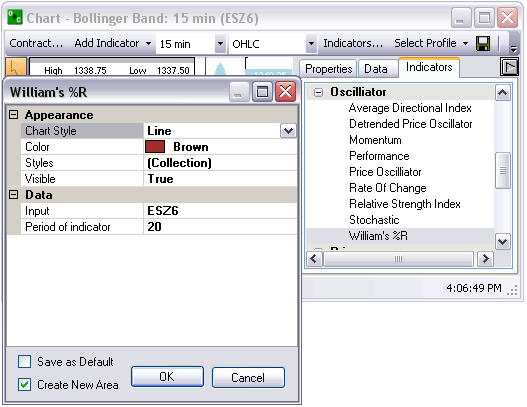 Chart - Bollinger Band: 15 min (ESZ6)
Contract... Add Indicator 15 min OHLC Indicators... Select Profile
High 1338.75 Low 1337.50
Properties Data Indicators
Oscilliator
Average Directional Index
Detrended Price Oscillator
Momentum
Performance
Price Oscillator
Rate Of Change
Relative Strength Index
Stochastic
William's %R
4:06:49 PM
William's %R
Appearance
Chart Style Line
Color Brown
Styles (Collection)
Visible True
Data
Input ESZ6
Period of indicator 20
Save as Default
Create New Area
OK Cancel